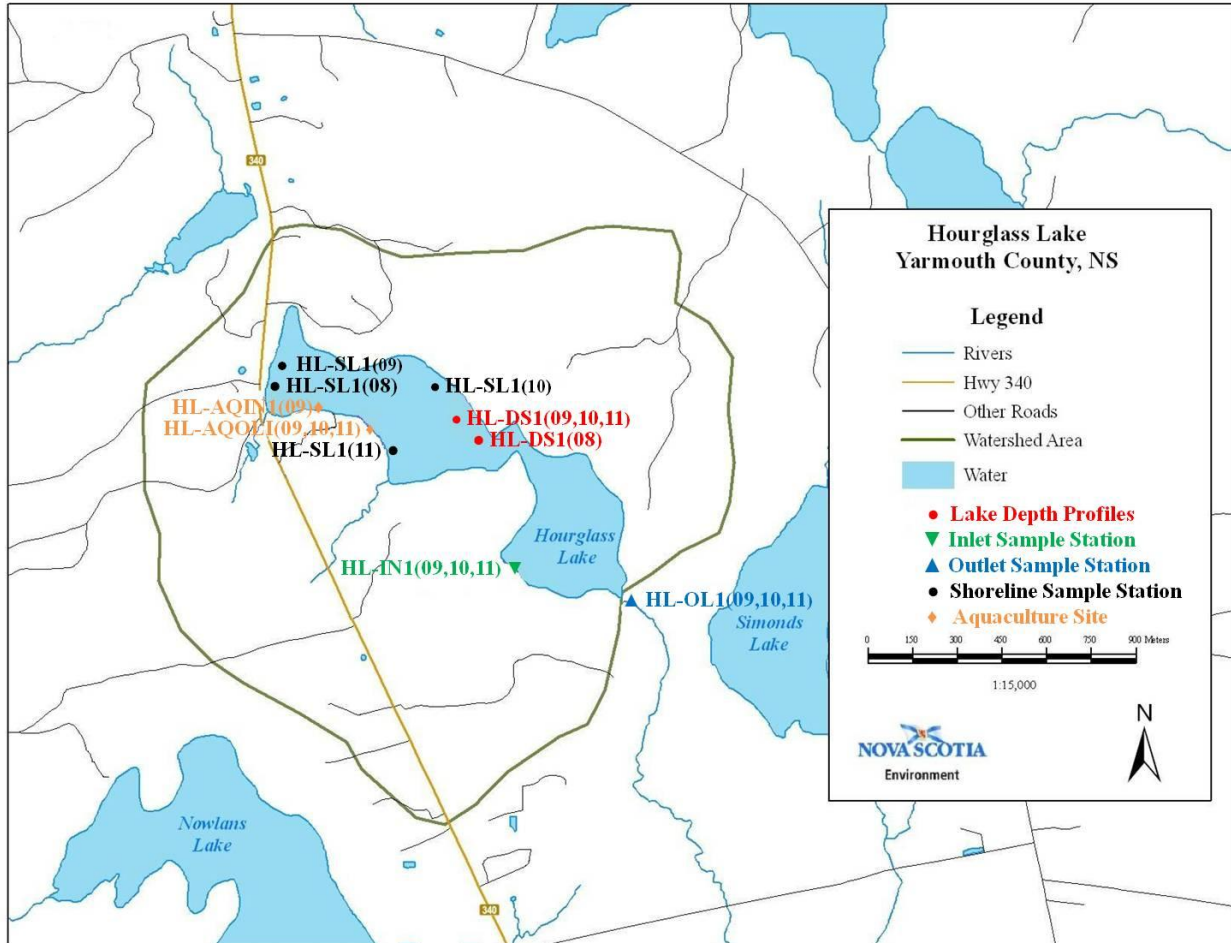 340
HL-SL1(09)
HL-SL1(08)
HL-SL1(10)
HL-AQIN1(09)
HL-DS1(09,10,11)
HL-AQOLI(09,10,11)
HL-DS1(08)
HL-SL1(11)
Hourglass
Lake
HL-IN1(09,10,11)
HL-OL1(09,10,11)
Simonds
Lake
Nowlans
Lake
340
Hourglass Lake
Yarmouth County, NS
Legend
Rivers
Hwy 340
Other Roads
Watershed Area
Water
Lake Depth Profiles
Inlet Sample Station
Outlet Sample Station
Shoreline Sample Station
Aquaculture Site
0 150 300 450 600 750 900 Meters
1:15,000
N
NOVA SCOTIA
Environment